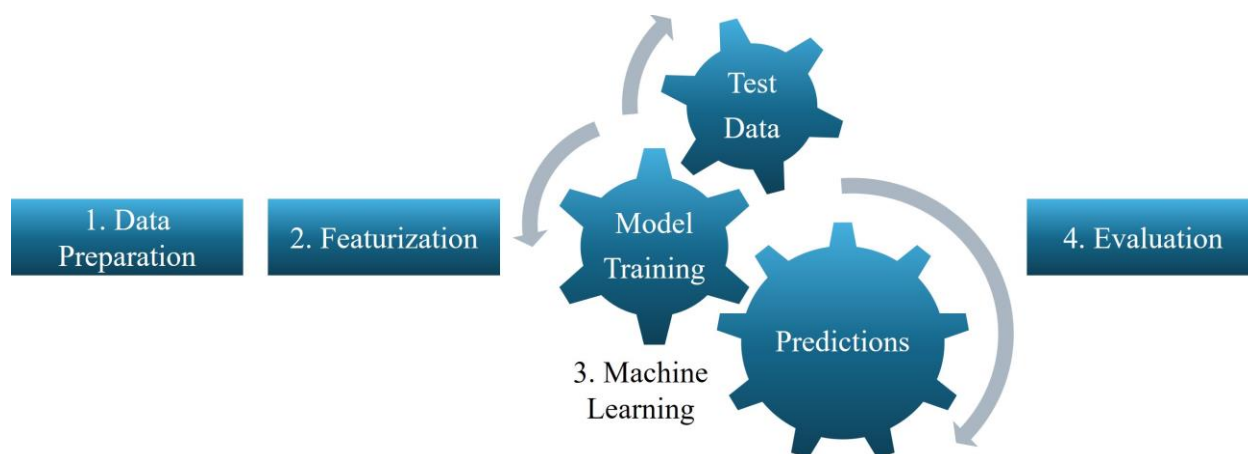 1. Data
Preparation
2. Featurization
Test
Data
Model
Training
Predictions
3. Machine
Learning
4. Evaluation